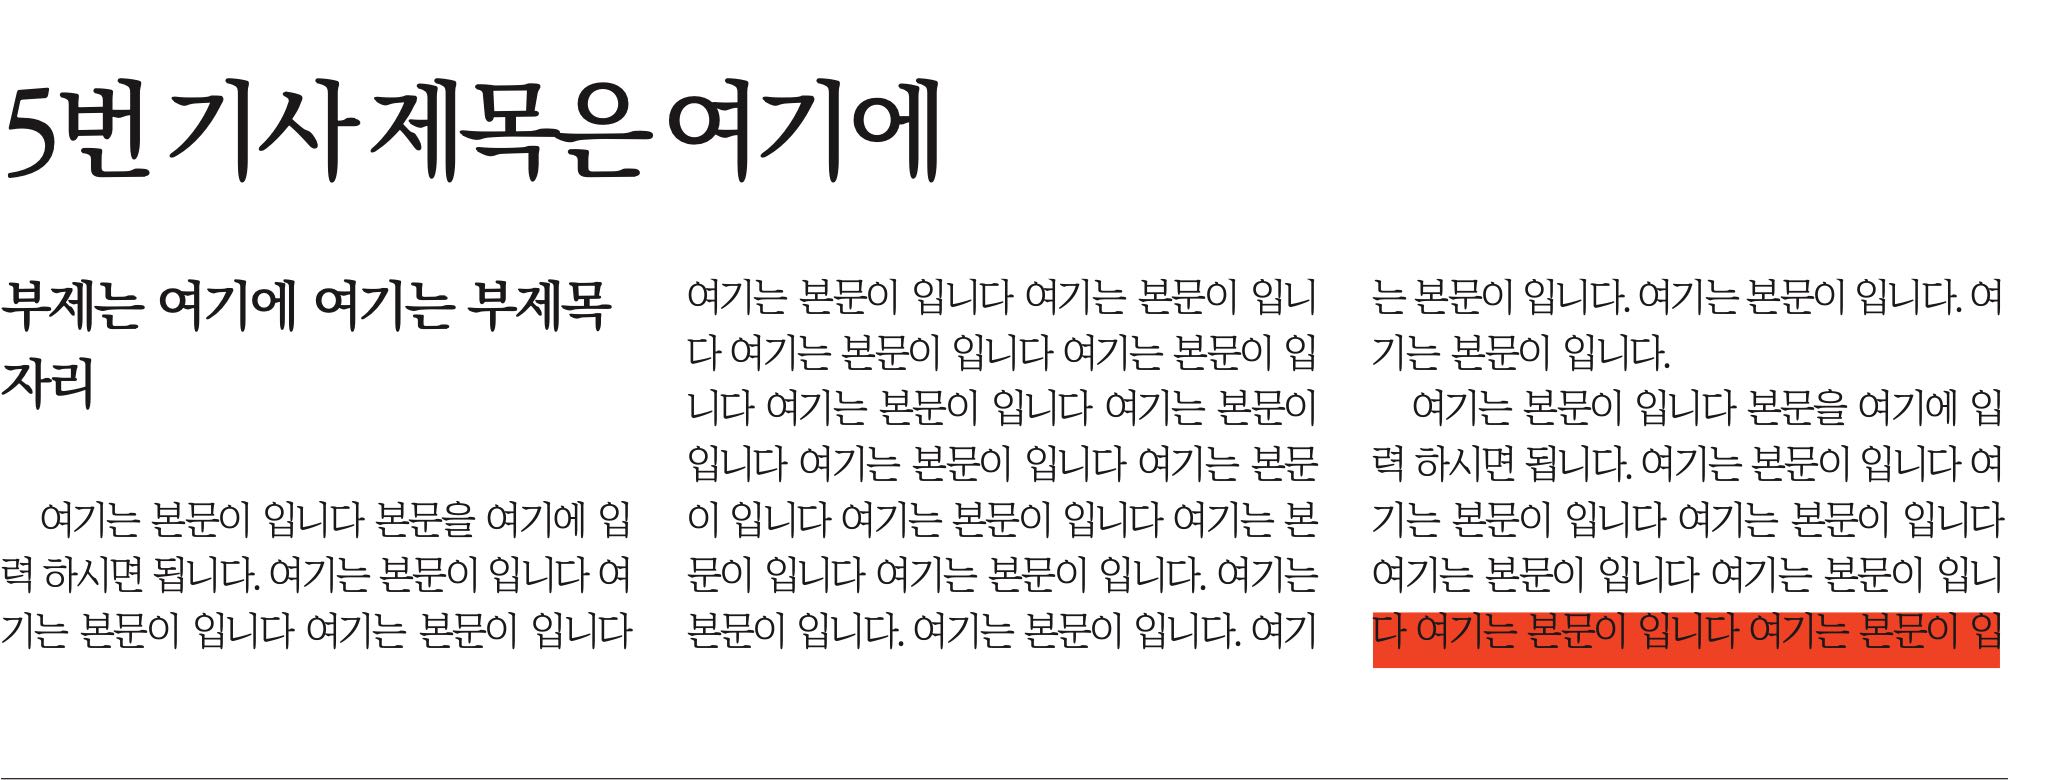 5번 기사 제목은 여기에
부제는 여기에 여기는 부제목
자리
여기는 본문이 입니다 본문을 여기에 입
력 하시면 됩니다. 여기는 본문이 입니다 여
기는 본문이 입니다 여기는 본문이 입니다
여기는 본문이 입니다 여기는 본문이 입니
다 여기는 본문이 입니다 여기는 본문이 입
니다 여기는 본문이 입니다 여기는 본문이
입니다 여기는 본문이 입니다 여기는 본문
이 입니다 여기는 본문이 입니다 여기는 본
문이 입니다 여기는 본문이 입니다. 여기는
본문이 입니다. 여기는 본문이 입니다. 여기
는 본문이 입니다. 여기는 본문이 입니다. 여
기는 본문이 입니다.
여기는 본문이 입니다 본문을 여기에 입
력 하시면 됩니다. 여기는 본문이 입니다 여
기는 본문이 입니다 여기는 본문이 입니다
여기는 본문이 입니다 여기는 본문이 입니
다 여기는 본문이 입니다 여기는 본문이 입